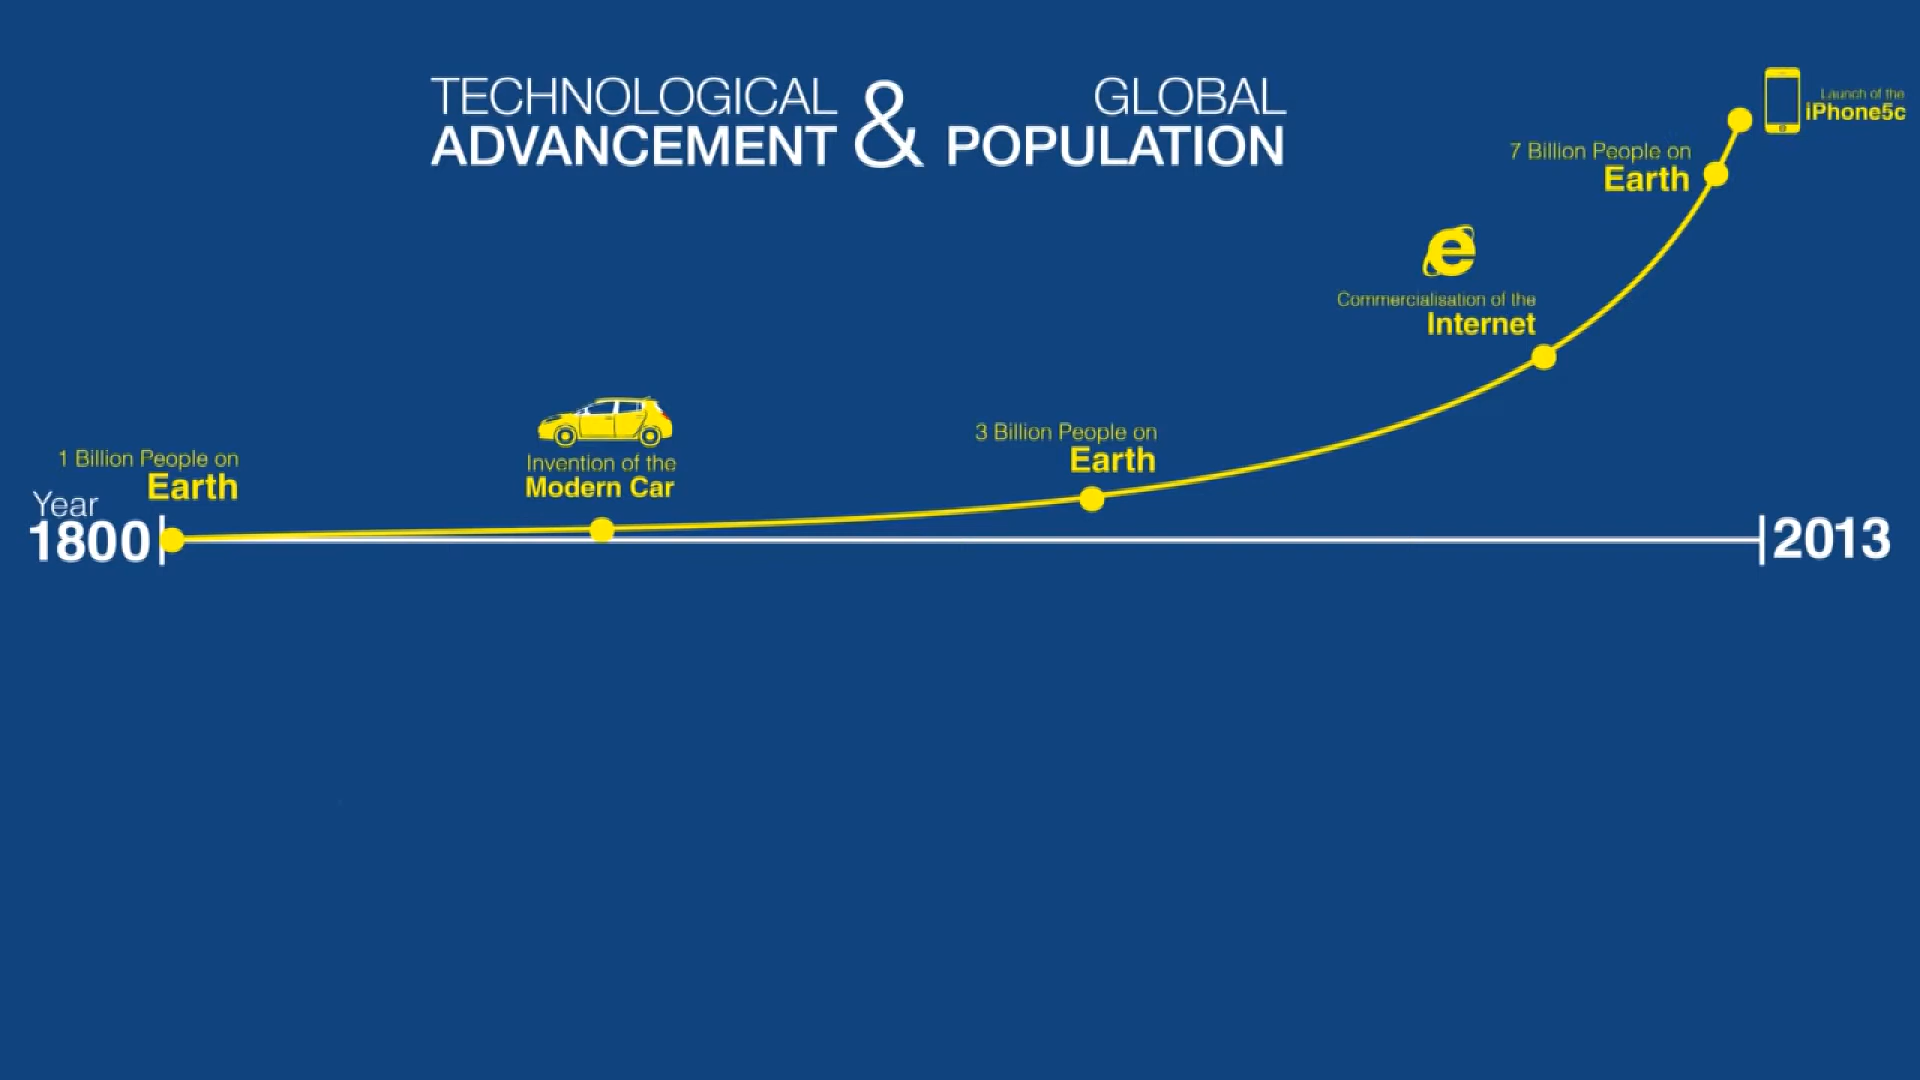 TECHNOLOGICAL
ADVANCEMENT
&
GLOBAL
POPULATION
Launch of the
iPhone5c
7 Billion People on
Earth
Commercialisation of the
Internet
3 Billion People on
Earth
Invention of the
Modern Car
1 Billion People on
Earth
Year
1800
2013